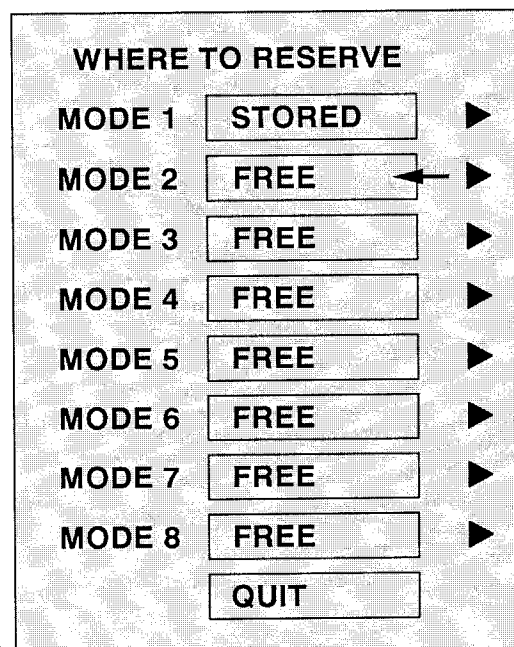 WHERE TO RESERVE
MODE 1 STORED
MODE 2 FREE
MODE 3 FREE
MODE 4 FREE
MODE 5 FREE
MODE 6 FREE
MODE 7 FREE
MODE 8 FREE
QUIT